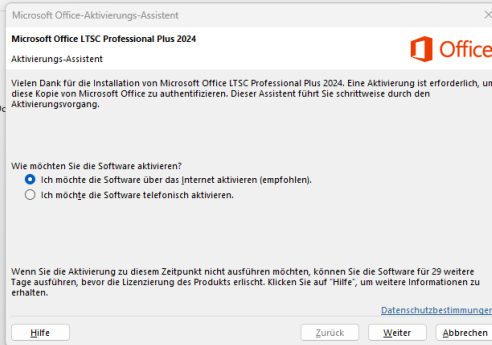 Microsoft Office-Aktivierungs-Assistent
Microsoft Office LTSC Professional Plus 2024
Office
Aktivierungs-Assistent
Vielen Dank für die Installation von Microsoft Office LTSC Professional Plus 2024. Eine Aktivierung ist erforderlich, um
diese Kopie von Microsoft Office zu authentifizieren. Dieser Assistent führt Sie schrittweise durch den
Aktivierungsvorgang.
Wie möchten Sie die Software aktivieren?
Ich möchte die Software über das Internet aktivieren (empfohlen).
Ich möchte die Software telefonisch aktivieren.
Wenn Sie die Aktivierung zu diesem Zeitpunkt nicht ausführen möchten, können Sie die Software für 29 weitere
Tage ausführen, bevor die Lizenzierung des Produkts erlischt. Klicken Sie auf "Hilfe", um weitere Informationen zu
erhalten.
Datenschutzbestimmungen
Hilfe
Zurück
Weiter
Abbrechen